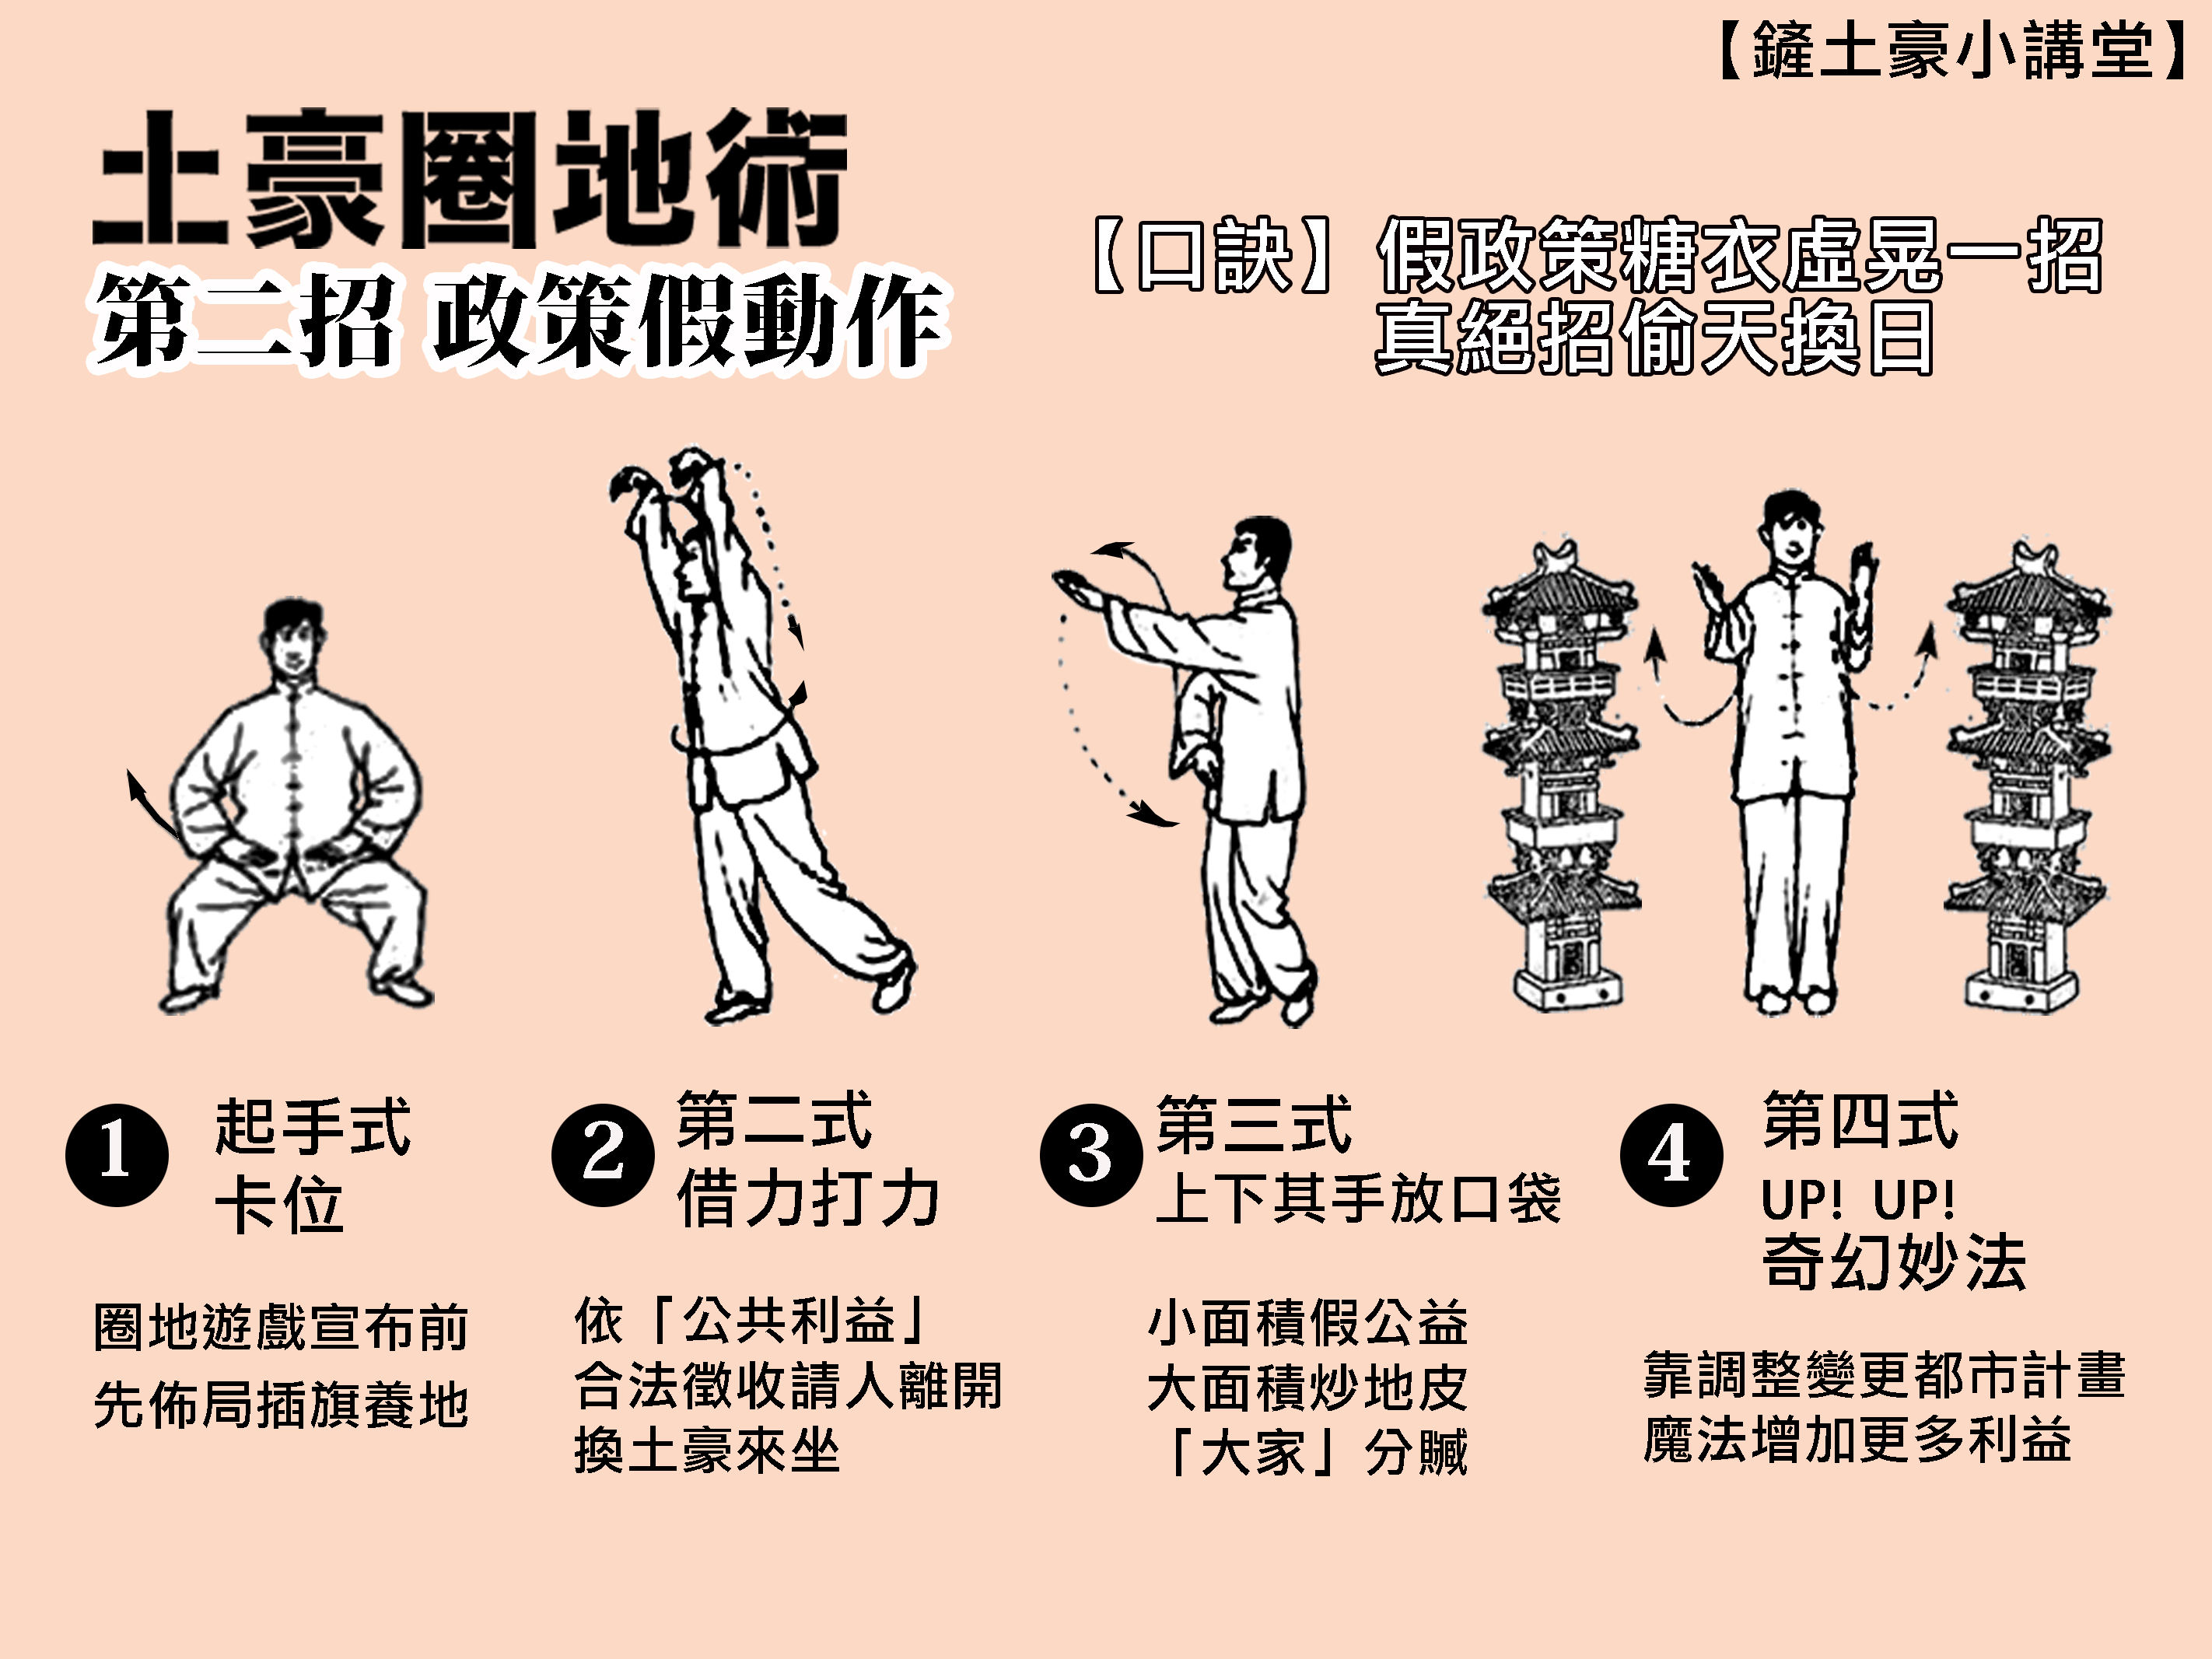 【鏟土豪小講堂】
土豪圈地術
第二招 政策假動作
【口訣】假政策糖衣虛晃一招
真絕招偷天換日
1 起手式
卡位
圈地遊戲宣布前
先佈局插旗養地
2 第二式
借力打力
依「公共利益」
合法徵收請人離開
換土豪來坐
3 第三式
上下其手放口袋
小面積假公益
大面積炒地皮
「大家」分贓
4 第四式
UP! UP!
奇幻妙法
靠調整變更都市計畫
魔法增加更多利益